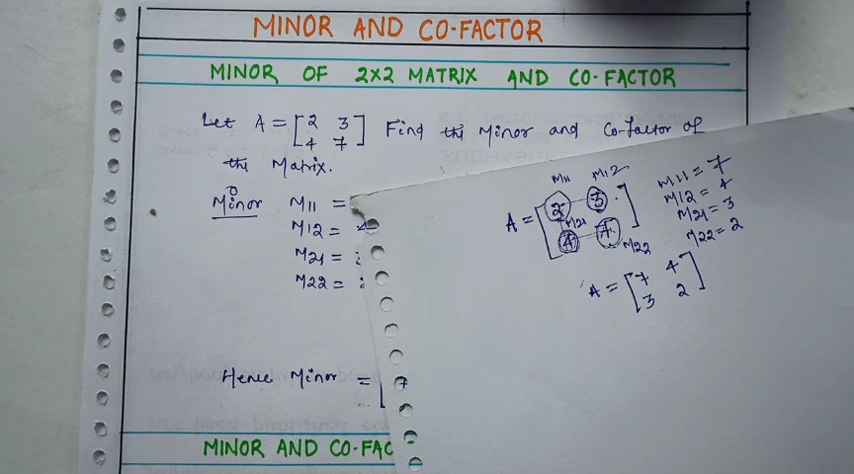 MINOR AND CO-FACTOR
MINOR OF 2X2 MATRIX AND CO-FACTOR
Let A = [2 3
4 7] Find the Minor and Co-factor of
the Matrix.
Minor M11 =
M12 = 4
M21 =
M22 =
Hence Minor = [7
MINOR AND CO-FAC
M11 M12
A = [2 3
M21
4 7]
M22
M11 = 7
M12 = 4
M21 = 3
M22 = 2
A = [7 4
3 2]